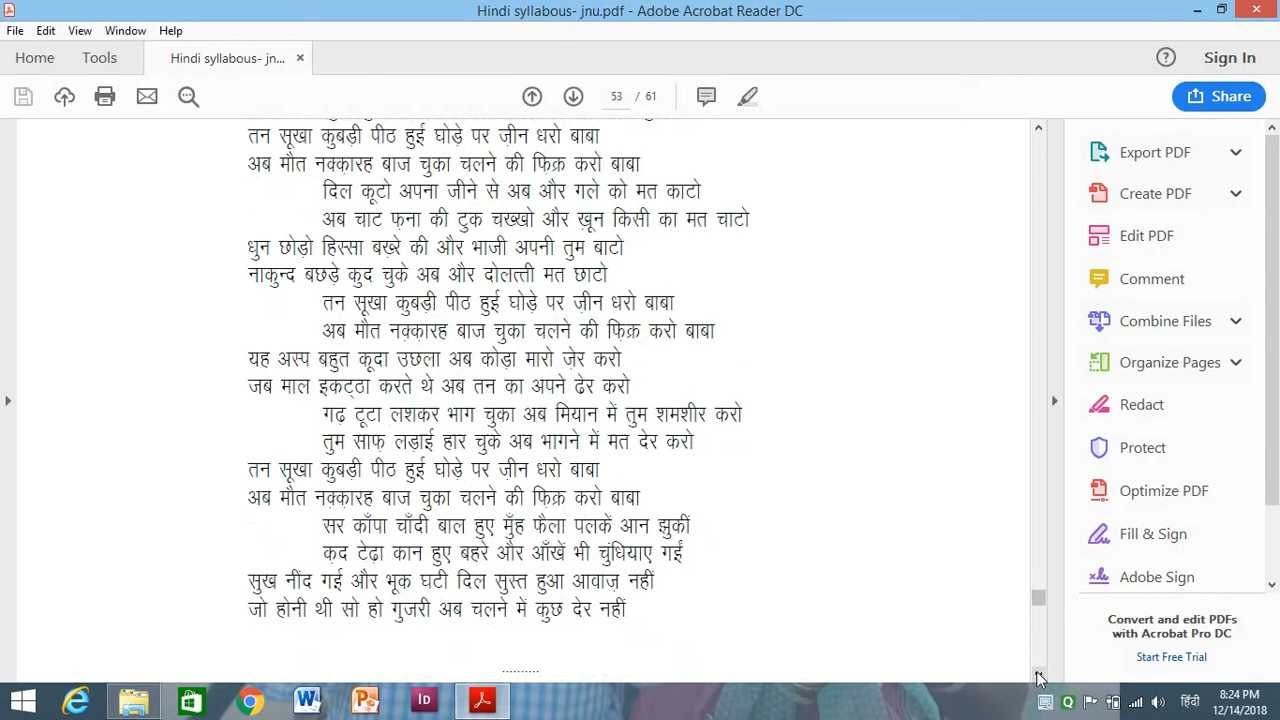 Hindi syllabous- jnu.pdf - Adobe Acrobat Reader DC
File Edit View Window Help
Home Tools Hindi syllabous- jn... × ? Sign In
53 / 61 Share
तन सूखा कुबड़ी पीठ हुई घोड़े पर ज़ीन धरो बाबा
अब मौत नक्क़ारह बाज चुका चलने की फ़िक्र करो बाबा
दिल कूटो अपना जीने से अब और गले को मत काटो
अब चाट फ़ना की टुक चख्खो और ख़ून किसी का मत चाटो
धुन छोड़ो हिस्सा बख़रे की और भाजी अपनी तुम बाटो
नाकुन्द बछड़े कुद चुके अब और दोलत्ती मत छाटो
तन सूखा कुबड़ी पीठ हुई घोड़े पर ज़ीन धरो बाबा
अब मौत नक़्क़ारह बाज चुका चलने की फ़िक्र करो बाबा
यह अस्प बहुत कूदा उछला अब कोड़ा मारो ज़ेर करो
जब माल इकट्ठा करते थे अब तन का अपने ढेर करो
गढ़ टूटा लशकर भाग चुका अब मियान में तुम शमशीर करो
तुम साफ़ लड़ाई हार चुके अब भागने में मत देर करो
तन सूखा कुबड़ी पीठ हुई घोड़े पर ज़ीन धरो बाबा
अब मौत नक्क़ारह बाज चुका चलने की फ़िक्र करो बाबा
सर काँपा चाँदी बाल हुए मुँह फैला पलकें आन झुकीं
क़द टेढ़ा कान हुए बहरे और आँखें भी चुंधियाए गईं
सुख नींद गई और भूक घटी दिल सुस्त हुआ आवाज़ नहीं
जो होनी थी सो हो गुजरी अब चलने में कुछ देर नहीं
..........
Export PDF
Create PDF
Edit PDF
Comment
Combine Files
Organize Pages
Redact
Protect
Optimize PDF
Fill & Sign
Adobe Sign
Convert and edit PDFs
with Acrobat Pro DC
Start Free Trial
हिंदी 8:24 PM
12/14/2018